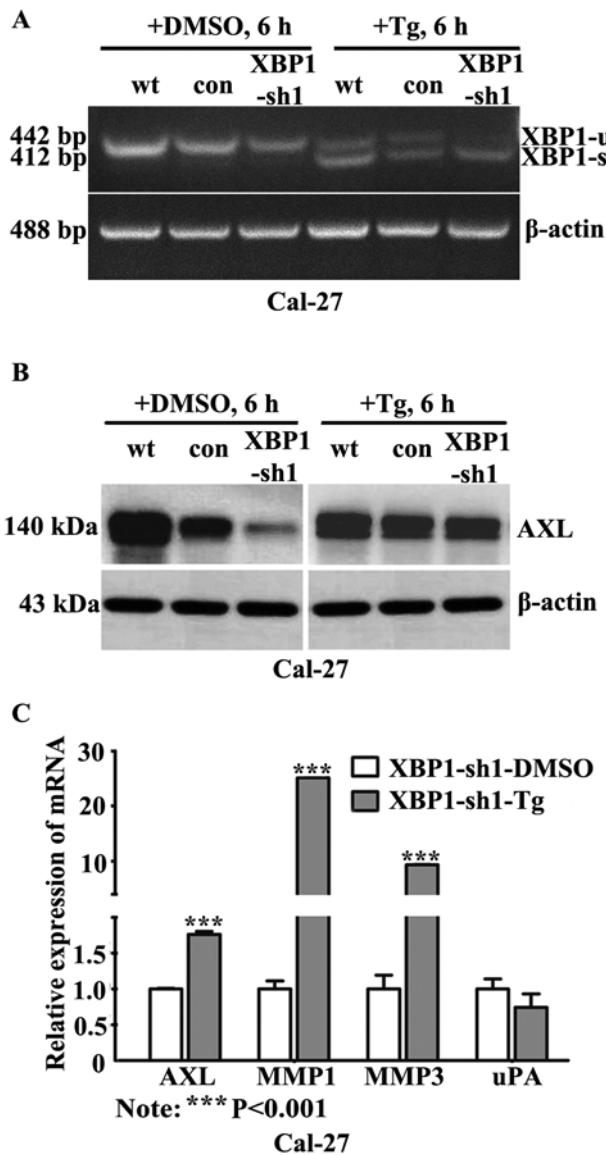 A
+DMSO, 6 h +Tg, 6 h
wt con XBP1-sh1 wt con XBP1-sh1
442 bp XBP1-u
412 bp XBP1-s
488 bp β-actin
Cal-27
B
+DMSO, 6 h +Tg, 6 h
wt con XBP1-sh1 wt con XBP1-sh1
140 kDa AXL
43 kDa β-actin
Cal-27
C
Relative expression of mRNA
30
25
20
10
1.5
1.0
0.5
0
XBP1-sh1-DMSO
XBP1-sh1-Tg
***
***
***
AXL MMP1 MMP3 uPA
Note: *** P<0.001
Cal-27